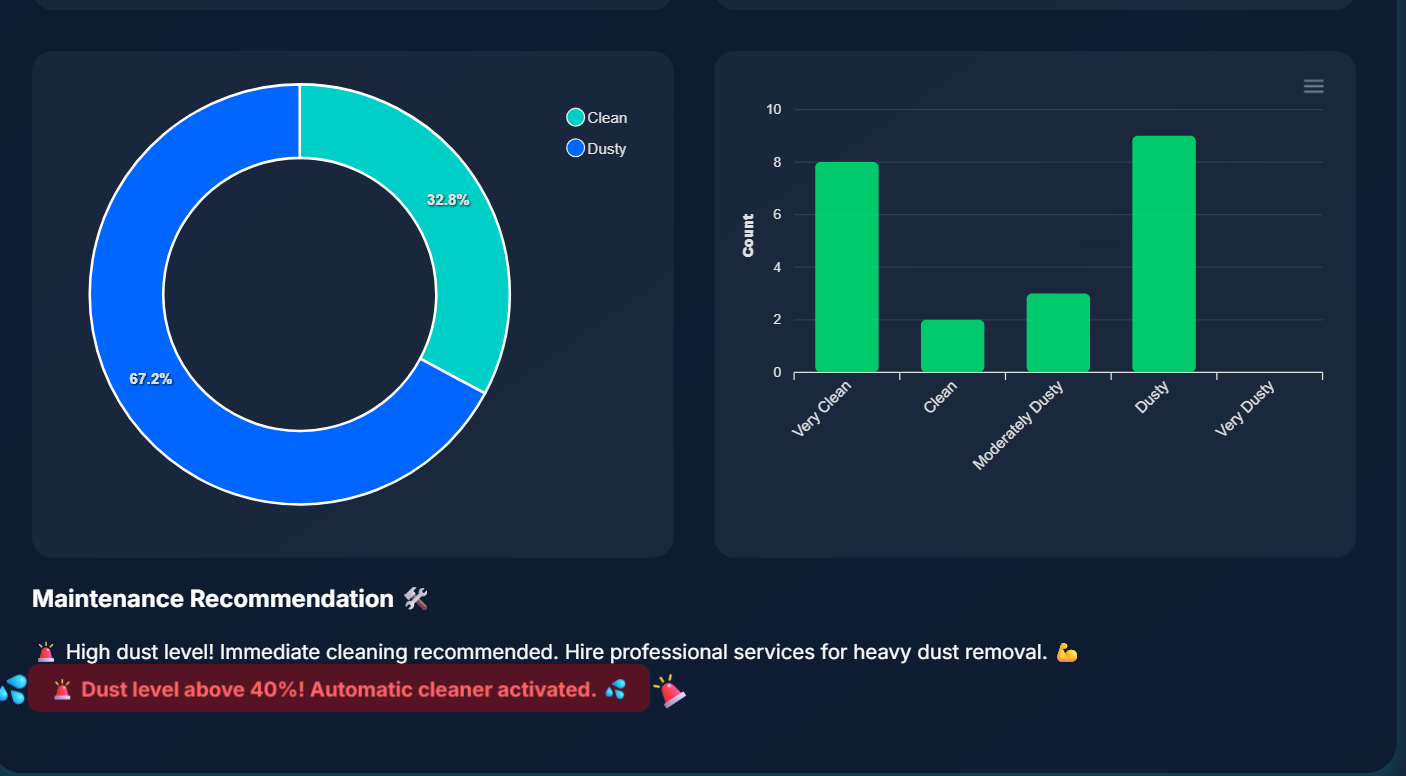 Clean
Dusty
32.8%
67.2%
10
8
6
4
2
0
Count
Very Clean
Clean
Moderately Dusty
Dusty
Very Dusty
Maintenance Recommendation 🛠️
🚨 High dust level! Immediate cleaning recommended. Hire professional services for heavy dust removal. 💪
💦 🚨 Dust level above 40%! Automatic cleaner activated. 💦 🚨